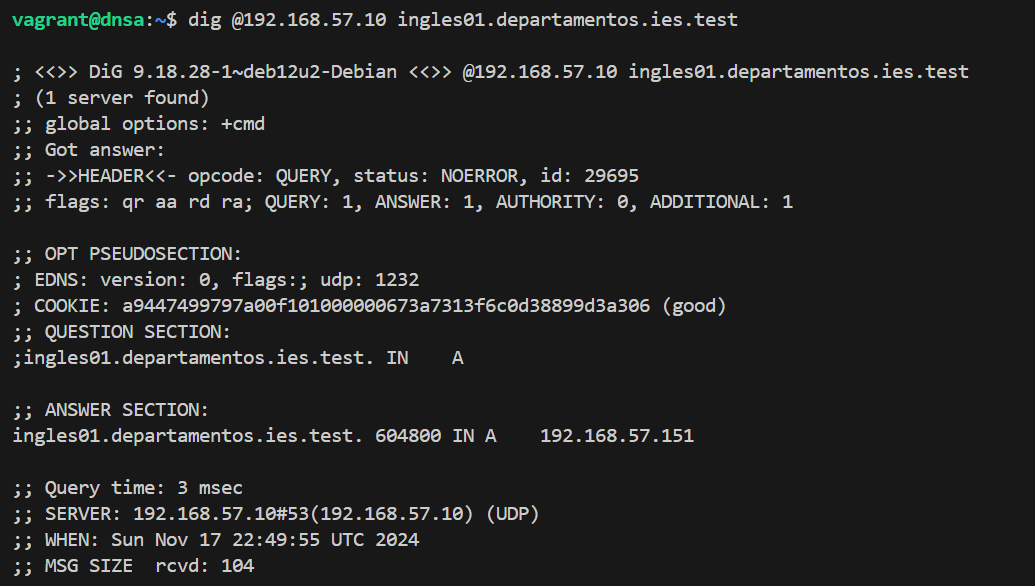 vagrant@dnsa:~$ dig @192.168.57.10 ingles01.departamentos.ies.test

; <<>> DiG 9.18.28-1~deb12u2-Debian <<>> @192.168.57.10 ingles01.departamentos.ies.test
; (1 server found)
;; global options: +cmd
;; Got answer:
;; ->>HEADER<<- opcode: QUERY, status: NOERROR, id: 29695
;; flags: qr aa rd ra; QUERY: 1, ANSWER: 1, AUTHORITY: 0, ADDITIONAL: 1

;; OPT PSEUDOSECTION:
; EDNS: version: 0, flags:; udp: 1232
; COOKIE: a9447499797a00f101000000673a7313f6c0d38899d3a306 (good)
;; QUESTION SECTION:
;ingles01.departamentos.ies.test. IN    A

;; ANSWER SECTION:
ingles01.departamentos.ies.test. 604800 IN A    192.168.57.151

;; Query time: 3 msec
;; SERVER: 192.168.57.10#53(192.168.57.10) (UDP)
;; WHEN: Sun Nov 17 22:49:55 UTC 2024
;; MSG SIZE  rcvd: 104